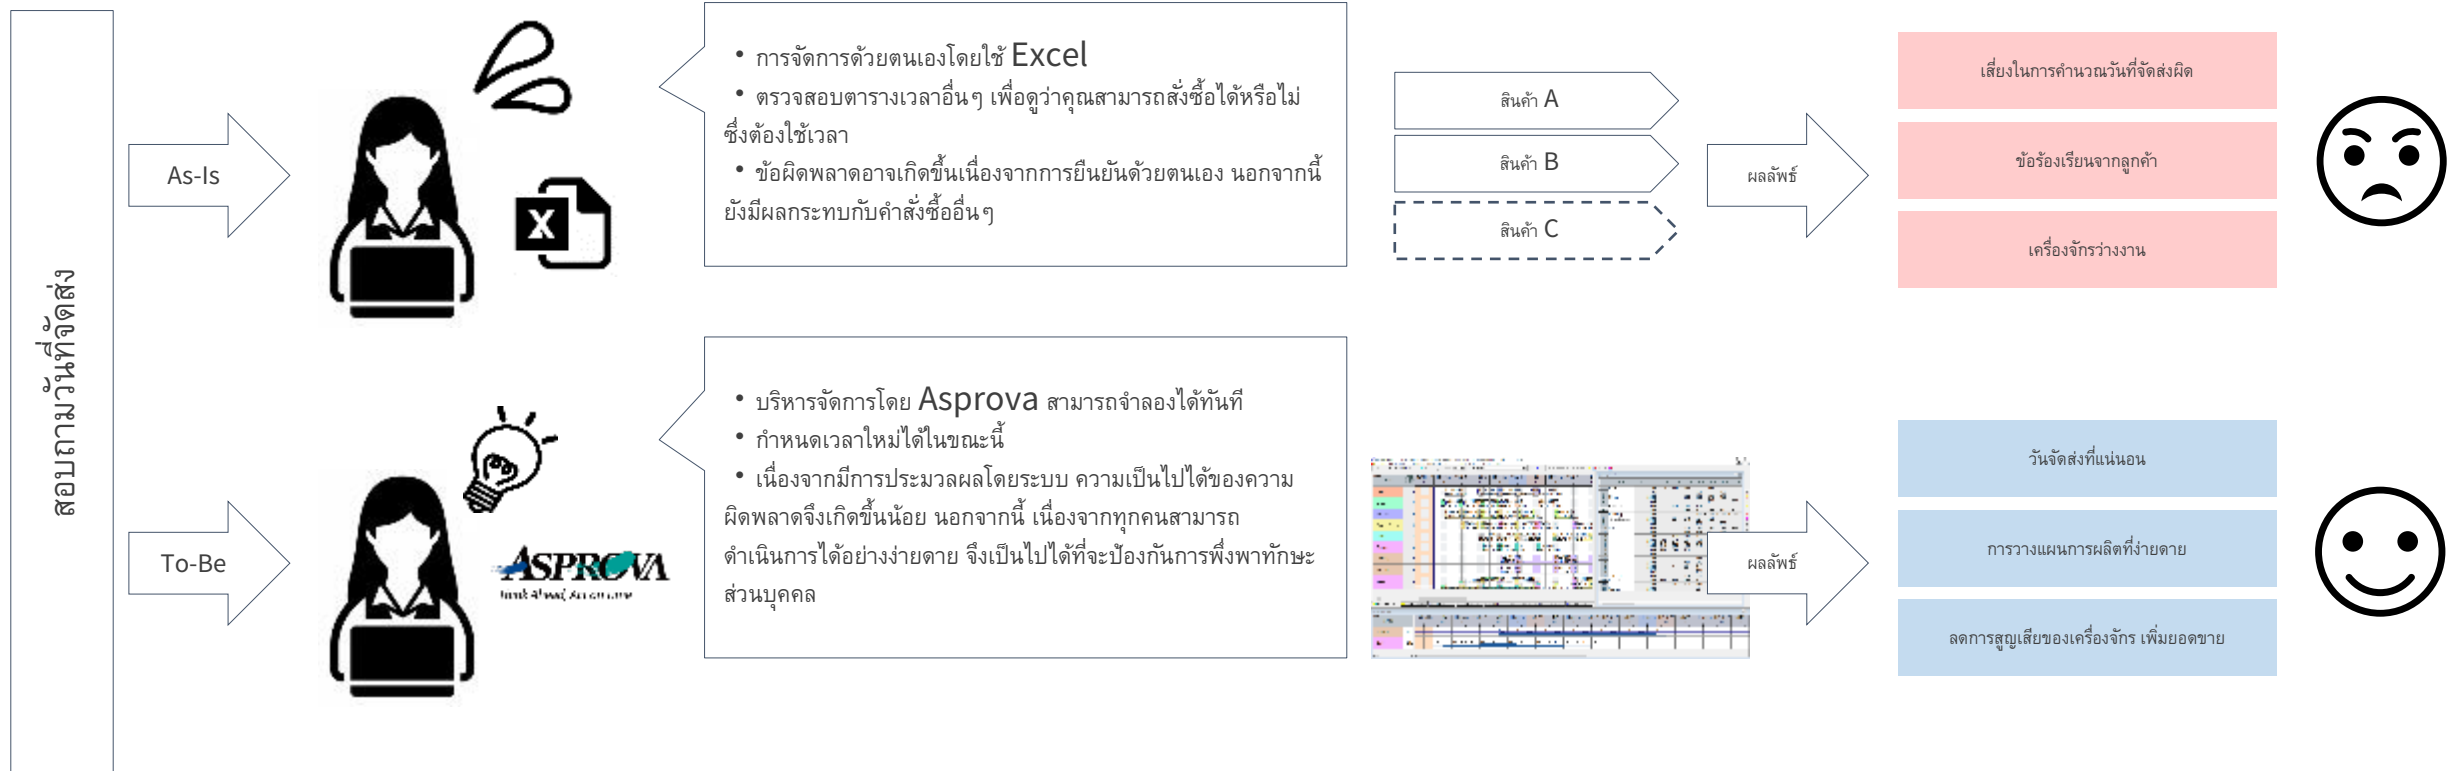 สอบถามวันที่จัดส่ง
As-Is
X
• การจัดการด้วยตนเองโดยใช้ Excel
• ตรวจสอบตารางเวลาอื่นๆ เพื่อดูว่าคุณสามารถสั่งซื้อได้หรือไม่
ซึ่งต้องใช้เวลา
• ข้อผิดพลาดอาจเกิดขึ้นเนื่องจากการยืนยันด้วยตนเอง นอกจากนี้
ยังมีผลกระทบกับคำสั่งซื้ออื่นๆ
สินค้า A
สินค้า B
สินค้า C
ผลลัพธ์
เสี่ยงในการคำนวณวันที่จัดส่งผิด
ข้อร้องเรียนจากลูกค้า
เครื่องจักรว่างงาน
To-Be
ASPROVA
• บริหารจัดการโดย Asprova สามารถจำลองได้ทันที
• กำหนดเวลาใหม่ได้ในขณะนี้
• เนื่องจากมีการประมวลผลโดยระบบ ความเป็นไปได้ของความ
ผิดพลาดจึงเกิดขึ้นน้อย นอกจากนี้ เนื่องจากทุกคนสามารถ
ดำเนินการได้อย่างง่ายดาย จึงเป็นไปได้ที่จะป้องกันการพึ่งพาทักษะ
ส่วนบุคคล
ผลลัพธ์
วันจัดส่งที่แน่นอน
การวางแผนการผลิตที่ง่ายดาย
ลดการสูญเสียของเครื่องจักร เพิ่มยอดขาย